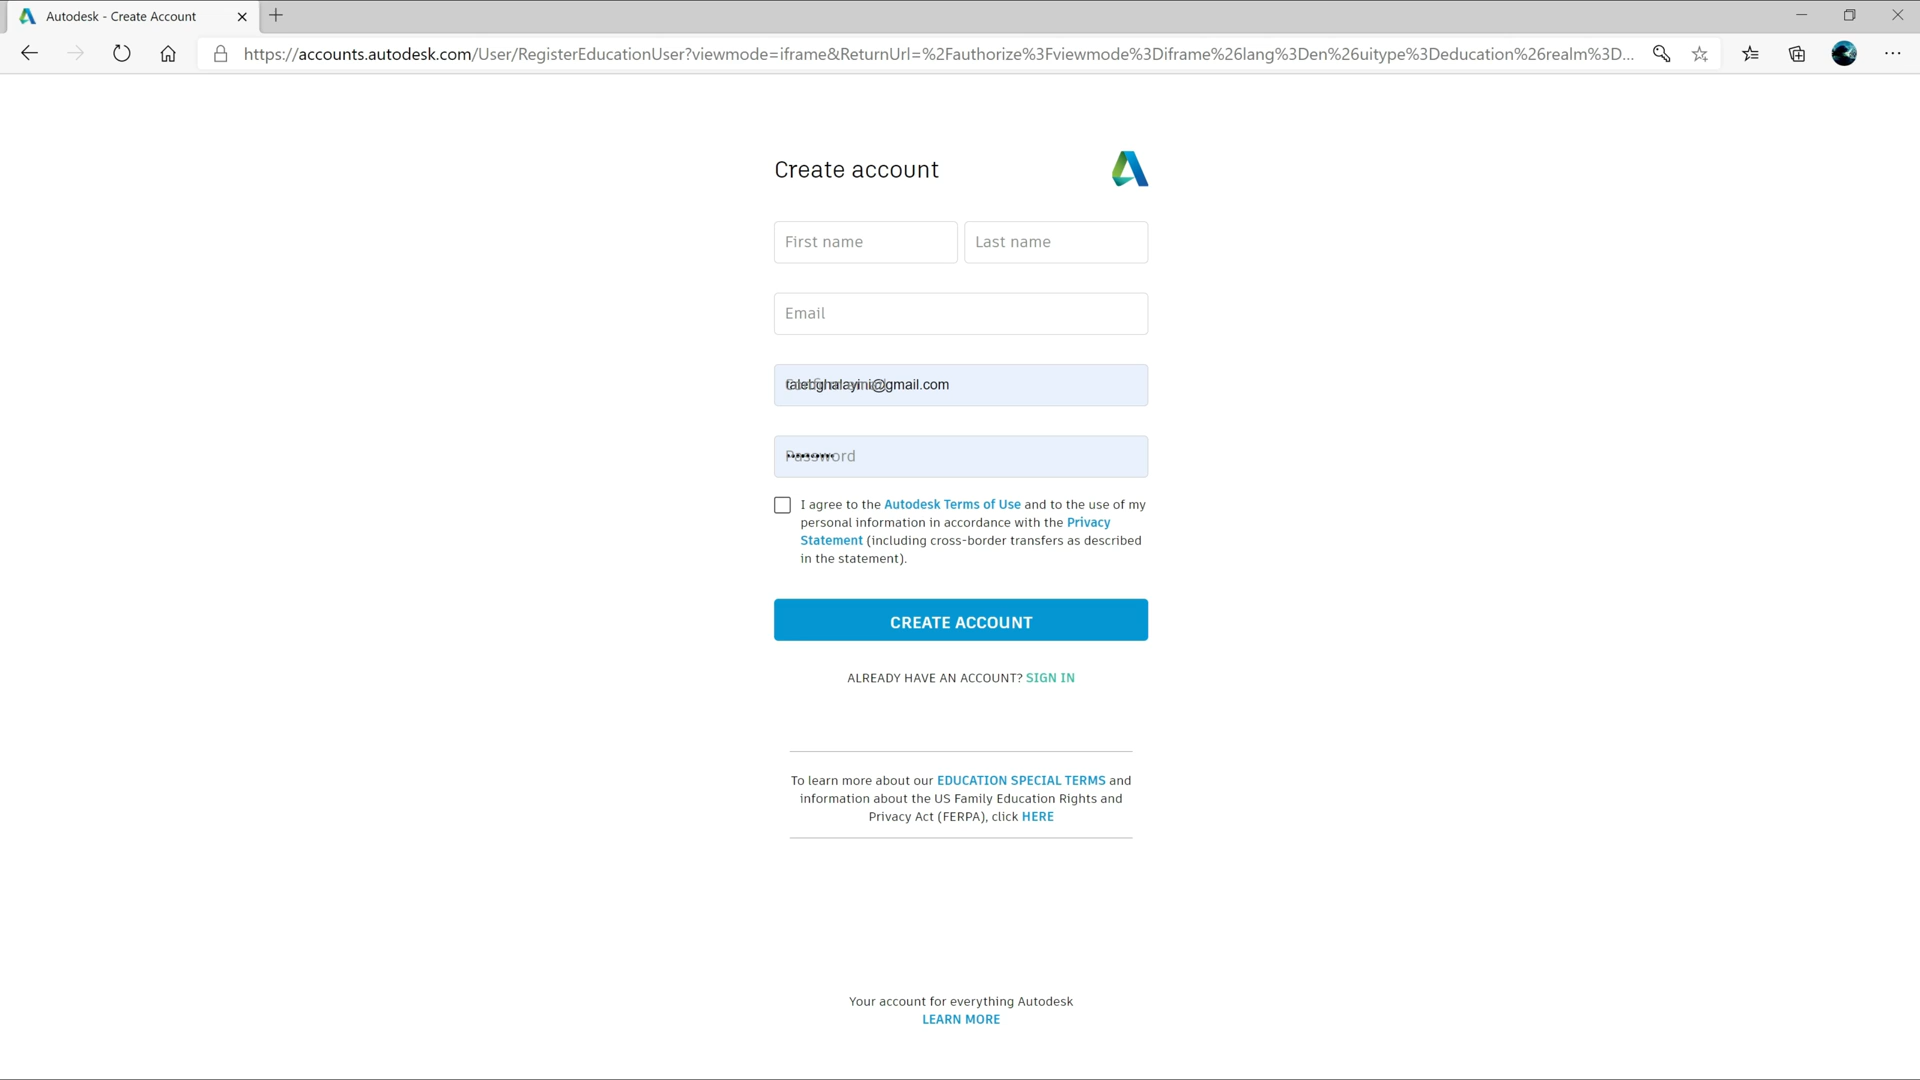 Autodesk - Create Account
https://accounts.autodesk.com/User/RegisterEducationUser?viewmode=iframe&ReturnUrl=%2Fauthorize%3Fviewmode%3Diframe%26lang%3Den%26uitype%3Deducation%26realm%3D...
Create account
First name
Last name
Email
@gmail.com
Password
I agree to the Autodesk Terms of Use and to the use of my
personal information in accordance with the Privacy
Statement (including cross-border transfers as described
in the statement).
CREATE ACCOUNT
ALREADY HAVE AN ACCOUNT? SIGN IN
To learn more about our EDUCATION SPECIAL TERMS and
information about the US Family Education Rights and
Privacy Act (FERPA), click HERE
Your account for everything Autodesk
LEARN MORE